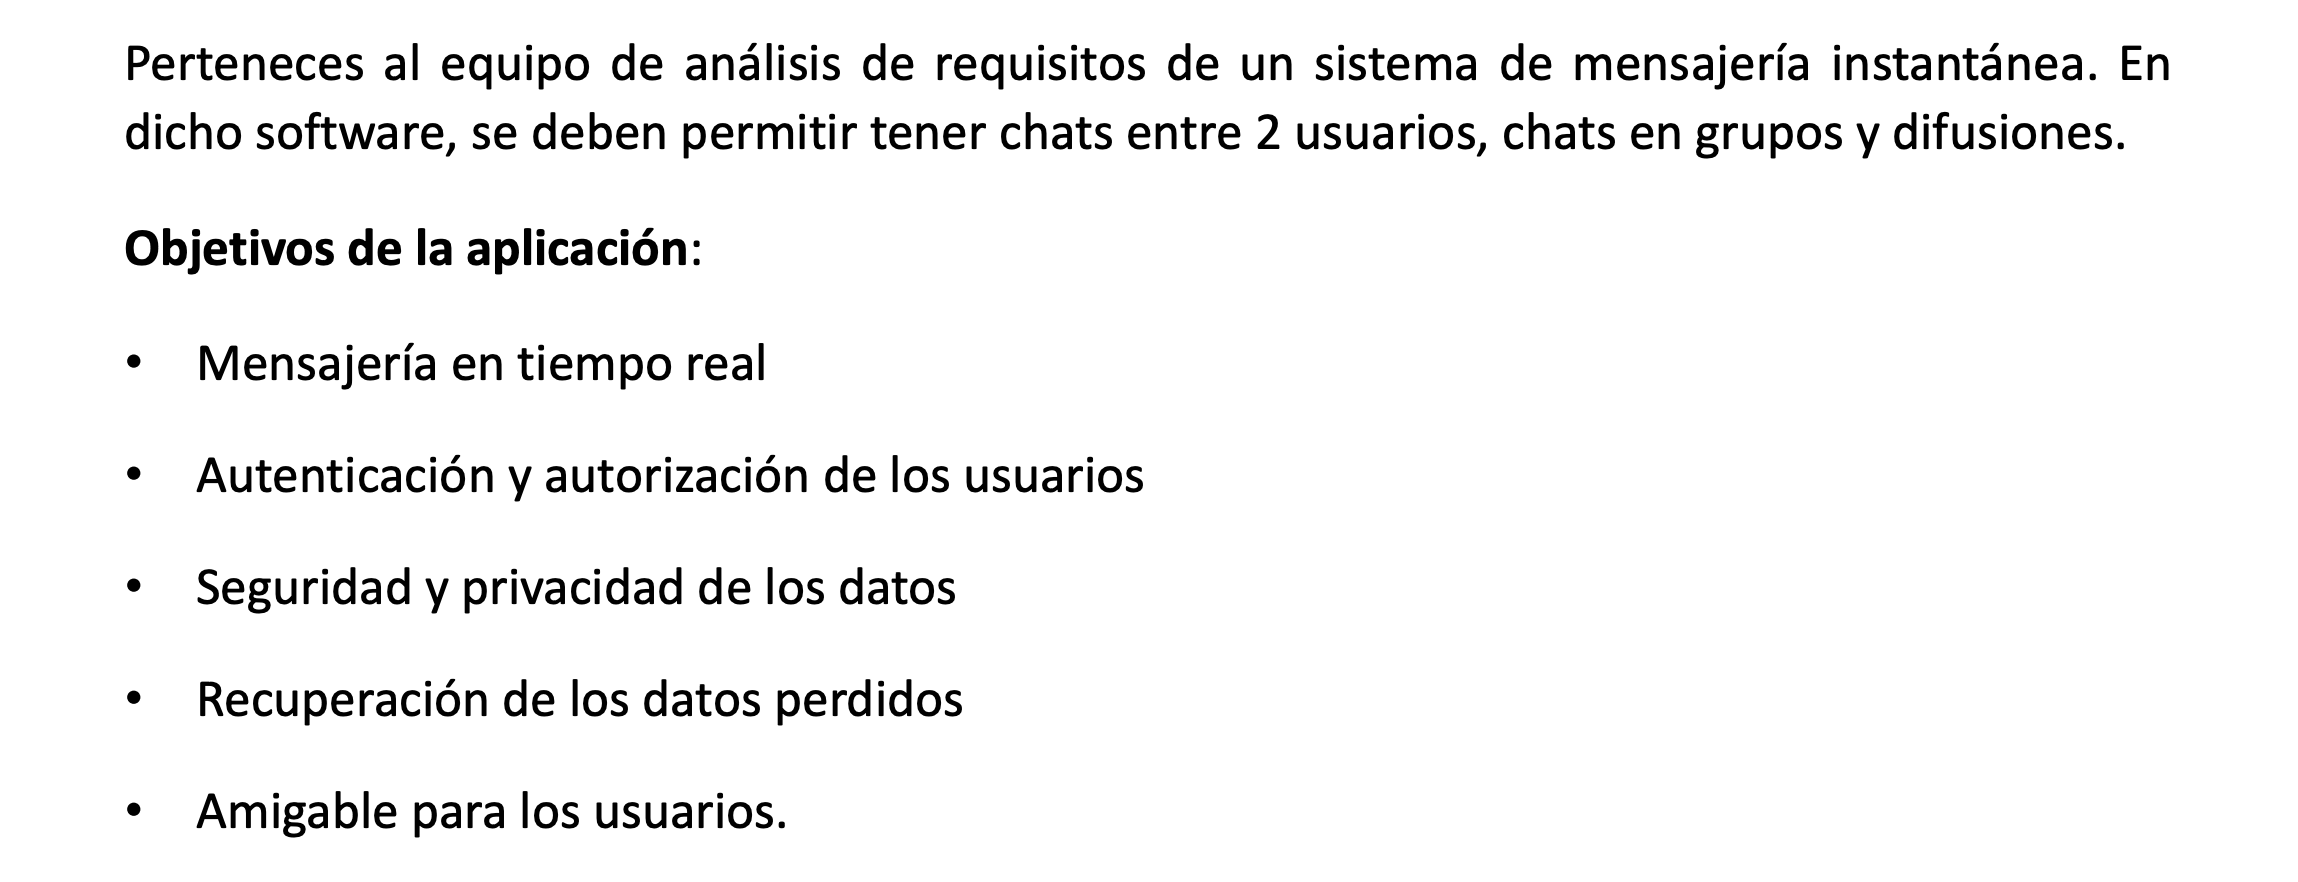 Perteneces al equipo de análisis de requisitos de un sistema de mensajería instantánea. En
dicho software, se deben permitir tener chats entre 2 usuarios, chats en grupos y difusiones.
Objetivos de la aplicación:
• Mensajería en tiempo real
• Autenticación y autorización de los usuarios
• Seguridad y privacidad de los datos
• Recuperación de los datos perdidos
• Amigable para los usuarios.